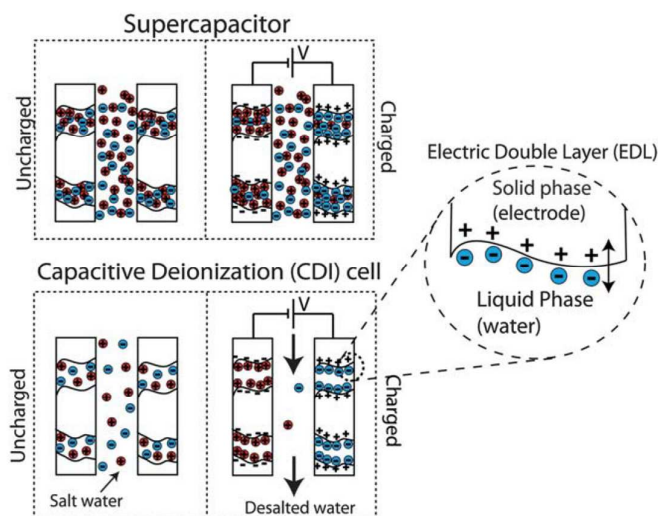 Supercapacitor
V
Uncharged
Charged
Electric Double Layer (EDL)
Solid phase
(electrode)
Liquid Phase
(water)
Capacitive Deionization (CDI) cell
V
Uncharged
Charged
Salt water
Desalted water